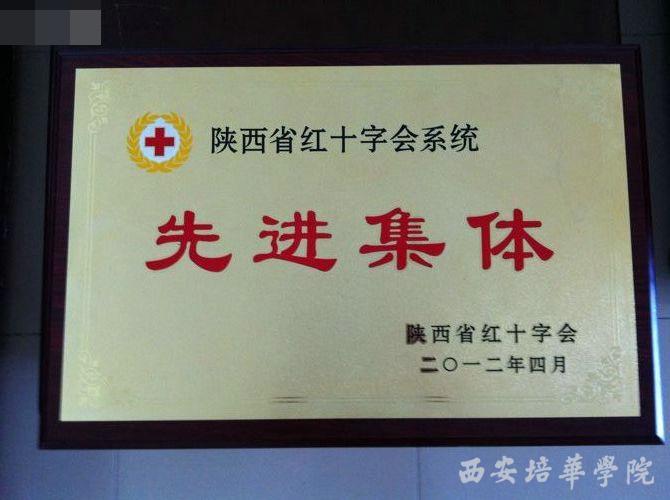 陕西省红十字会系统
先进集体
陕西省红十字会
二〇一二年四月
西安培華學院